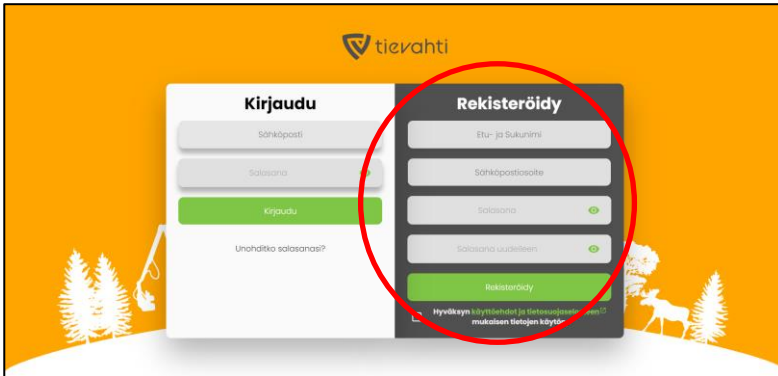 tievahti
Kirjaudu
Sähköposti
Salasana
Kirjaudu
Unohditko salasanasi?
Rekisteröidy
Etu- ja Sukunimi
Sähköpostiosoite
Salasana
Salasana uudelleen
Rekisteröidy
Hyväksyn käyttöehdot ja tietosuojaselosteen
mukaisen tietojen käytön